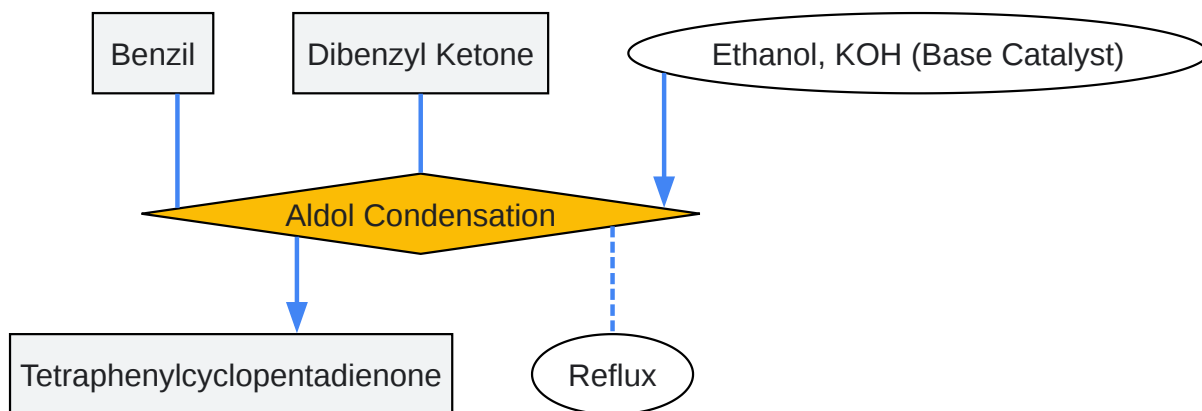 Benzil
Dibenzyl Ketone
Ethanol, KOH (Base Catalyst)
Aldol Condensation
Tetraphenylcyclopentadienone
Reflux